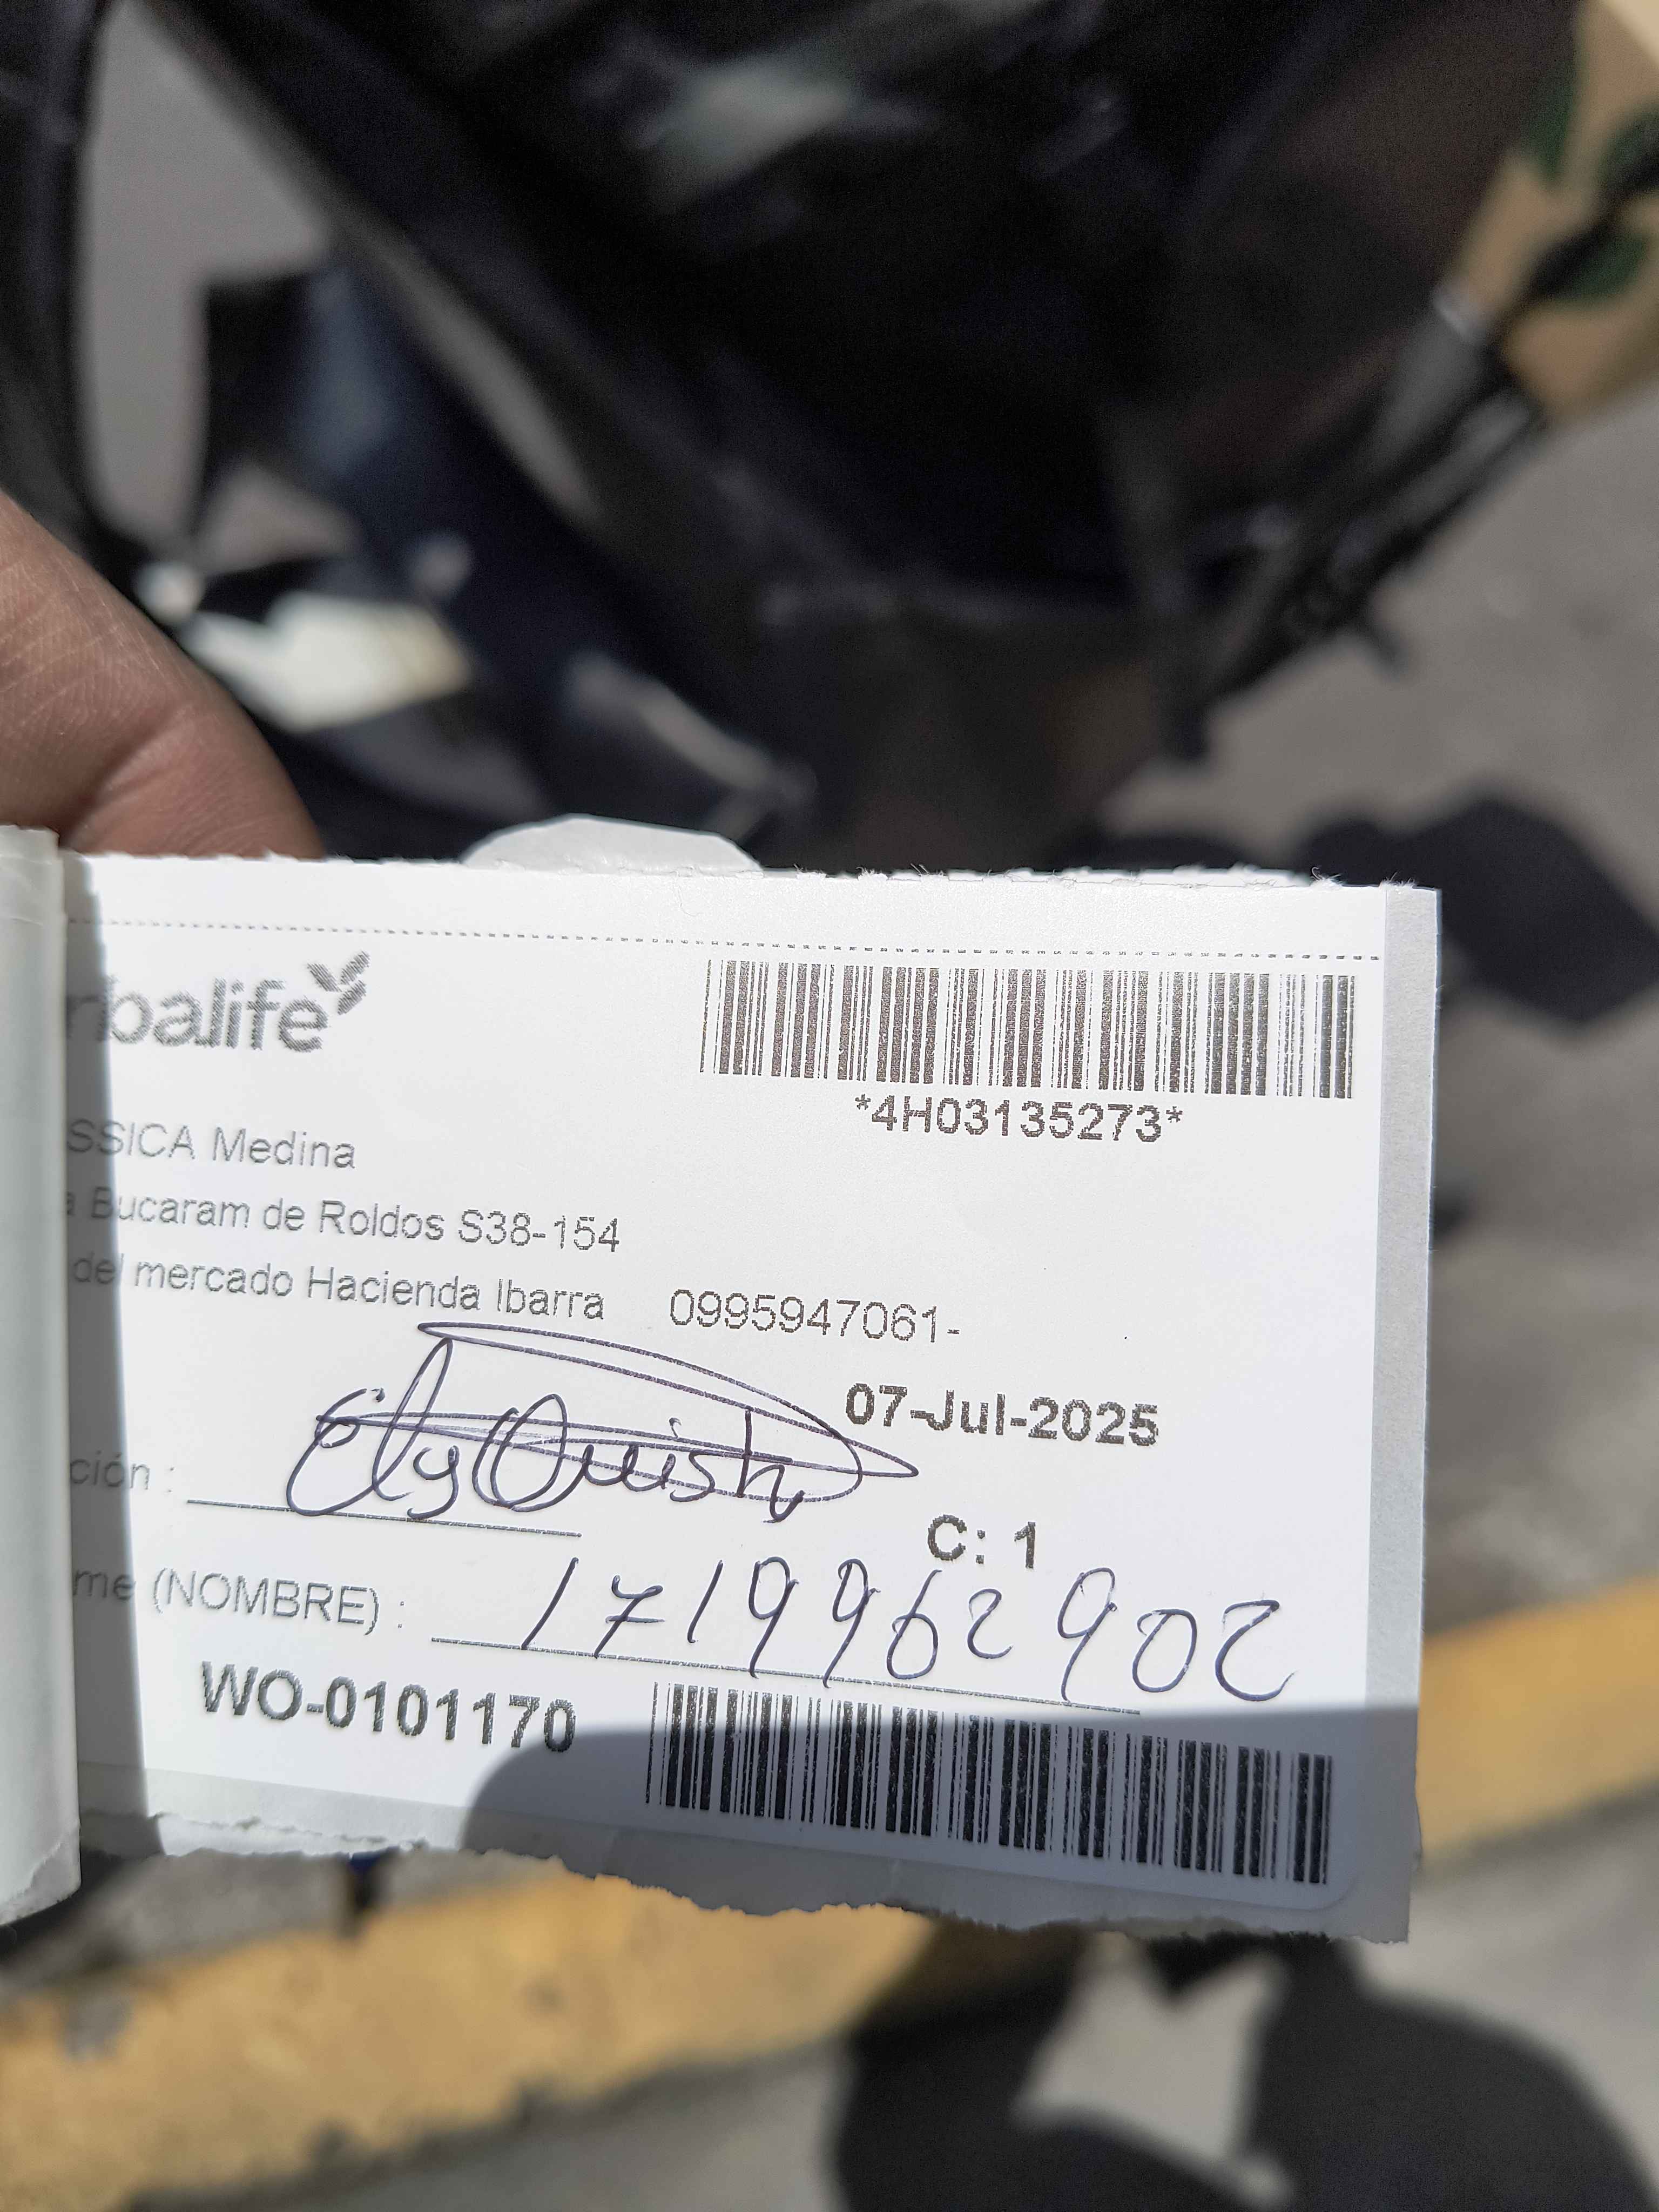 rbalife
*4H03135273*
SSICA Medina
a Bucaram de Roldos S38-154
del mercado Hacienda Ibarra 0995947061-
07-Jul-2025
ción :
C: 1
me (NOMBRE) : 1719962902
WO-0101170